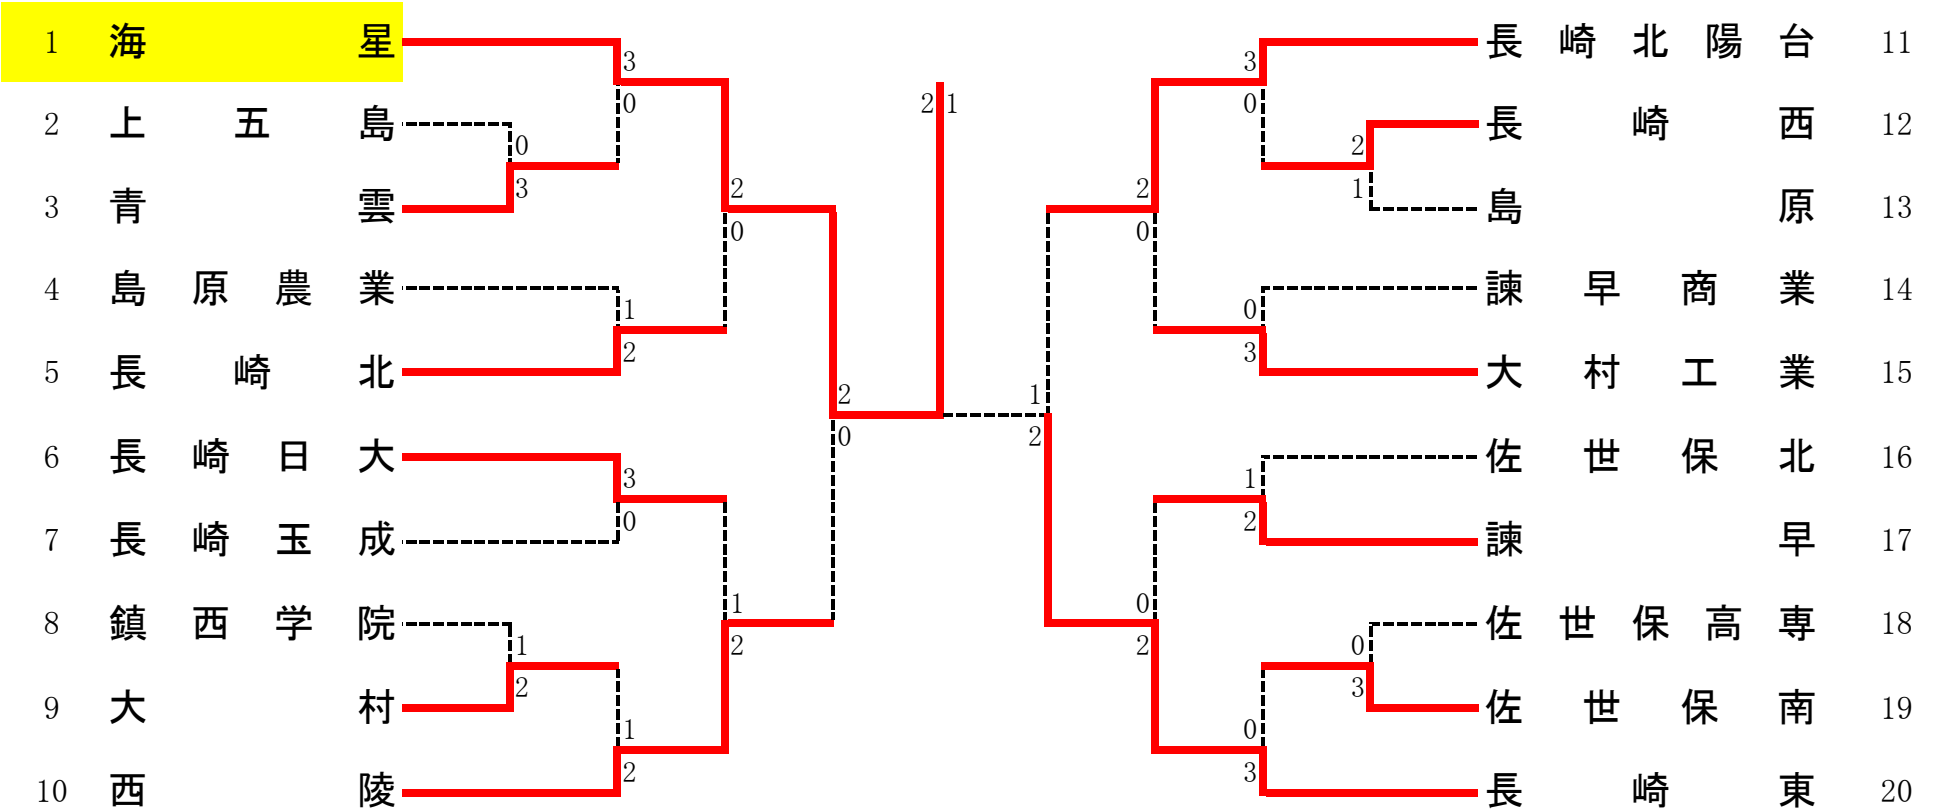 1 海星
2 上五島
3 青雲
4 島原農業
5 長崎北
6 長崎日大
7 長崎玉成
8 鎮西学院
9 大村
10 西陵
3
0
0
3
1
2
3
0
1
2
1
2
2
0
1
2
2
0
2 1
1
2
2
0
0
2
3
0
2
1
0
3
1
2
0
3
0
3
長崎北陽台 11
長崎西 12
島原 13
諫早商業 14
大村工業 15
佐世保北 16
諫早 17
佐世保高専 18
佐世保南 19
長崎東 20